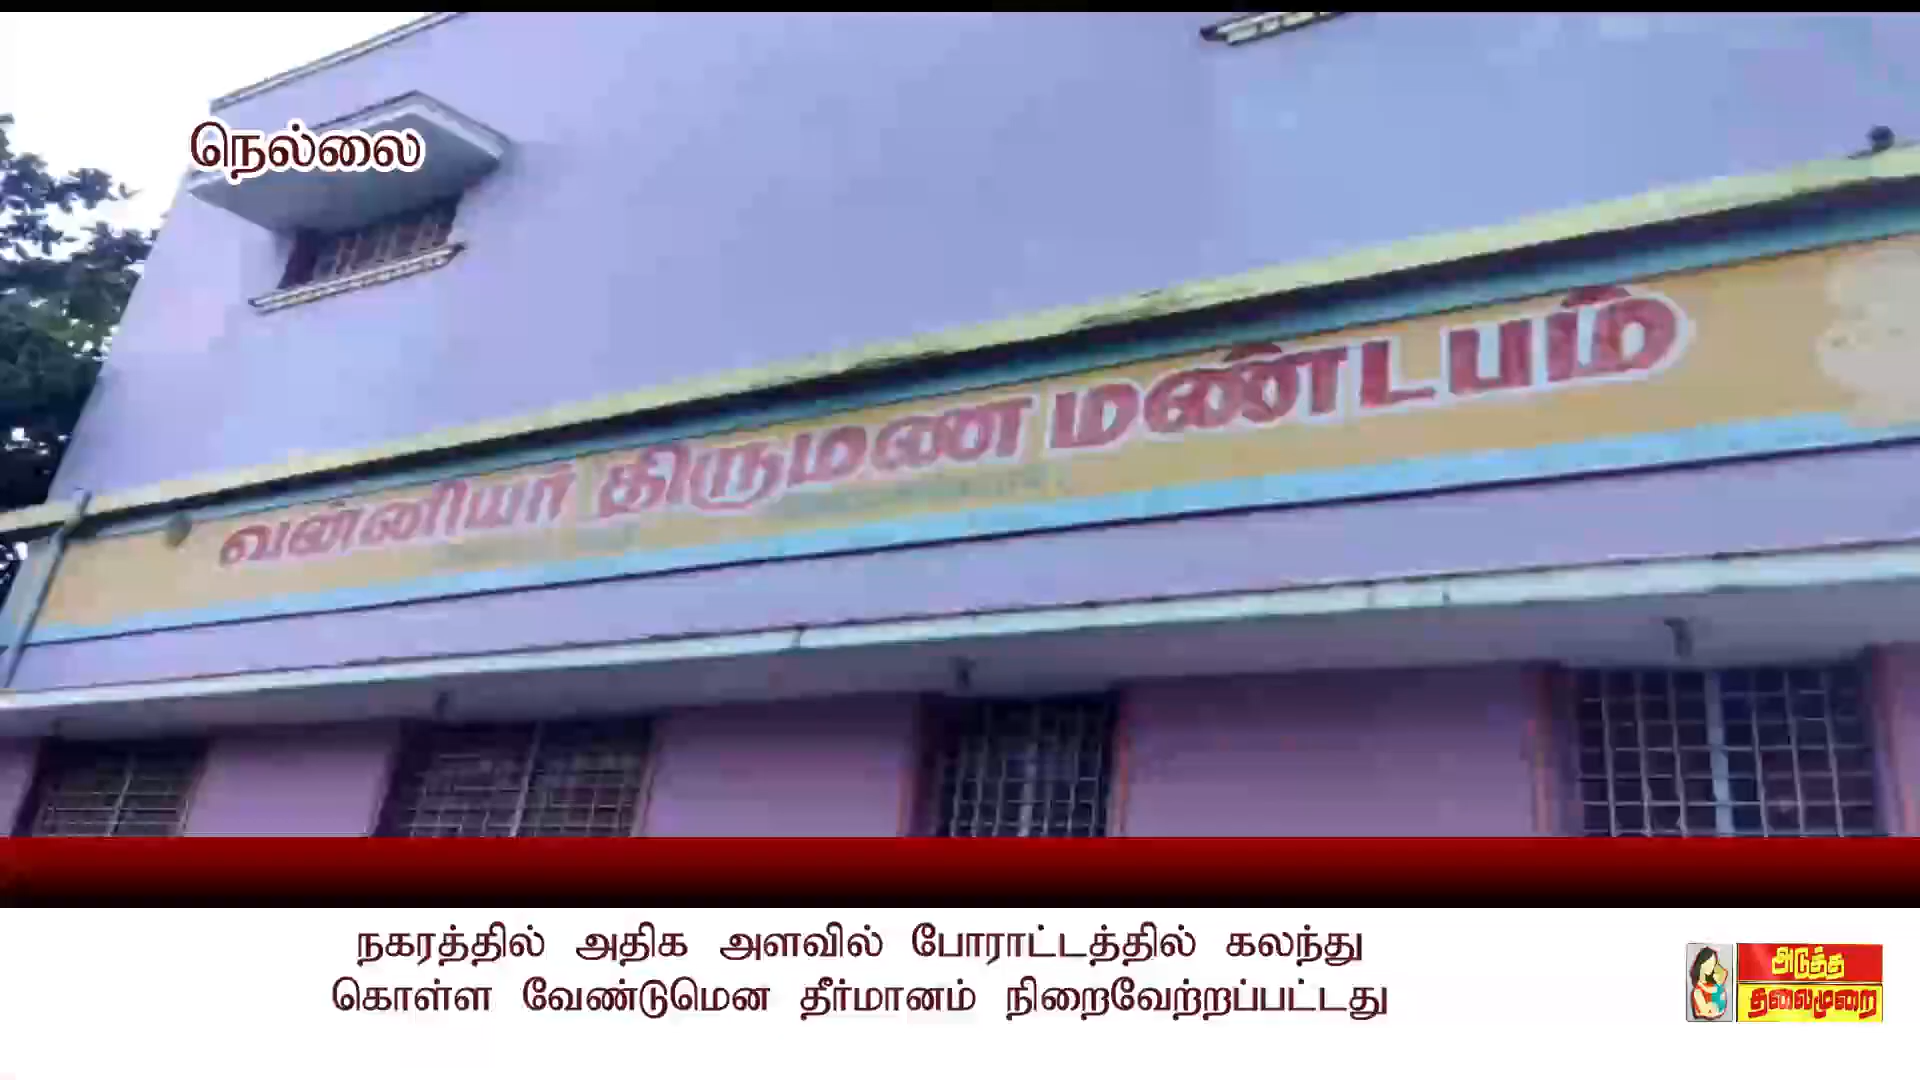 நெல்லை
வன்னியர் திருமண மண்டபம்
நகரத்தில் அதிக அளவில் போராட்டத்தில் கலந்து
கொள்ள வேண்டுமென தீர்மானம் நிறைவேற்றப்பட்டது
அடுத்த
தலைமுறை